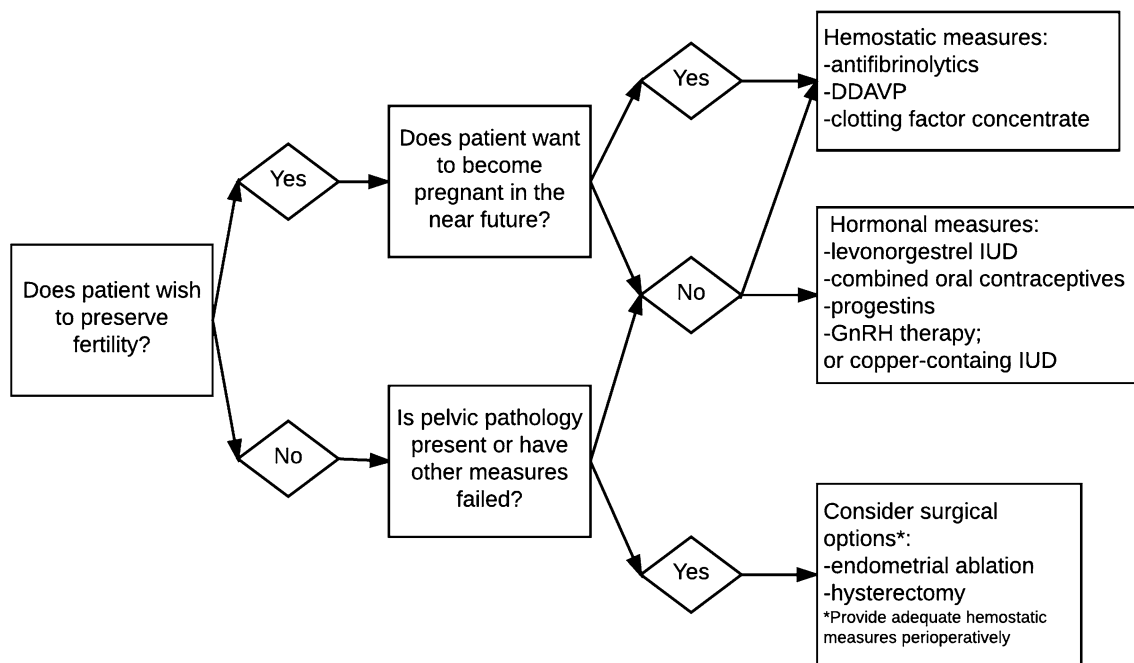 Does patient wish
to preserve
fertility?
Yes
No
Does patient want
to become
pregnant in the
near future?
Is pelvic pathology
present or have
other measures
failed?
Yes
No
Yes
Hemostatic measures:
-antifibrinolytics
-DDAVP
-clotting factor concentrate
Hormonal measures:
-levonorgestrel IUD
-combined oral contraceptives
-progestins
-GnRH therapy;
or copper-containg IUD
Consider surgical
options*:
-endometrial ablation
-hysterectomy
*Provide adequate hemostatic
measures perioperatively